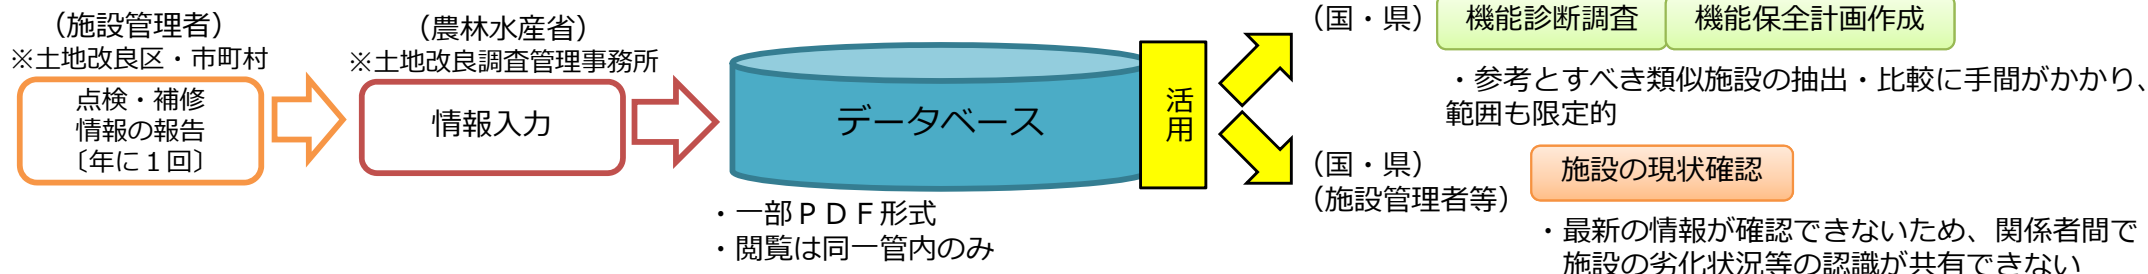 （施設管理者）
※土地改良区・市町村
点検・補修
情報の報告
〔年に１回〕
（農林水産省）
※土地改良調査管理事務所
情報入力
データベース
・一部ＰＤＦ形式
・閲覧は同一管内のみ
活用
（国・県）
機能診断調査
機能保全計画作成
・参考とすべき類似施設の抽出・比較に手間がかかり、
範囲も限定的
（国・県）
（施設管理者等）
施設の現状確認
・最新の情報が確認できないため、関係者間で
施設の劣化状況等の認識が共有できない